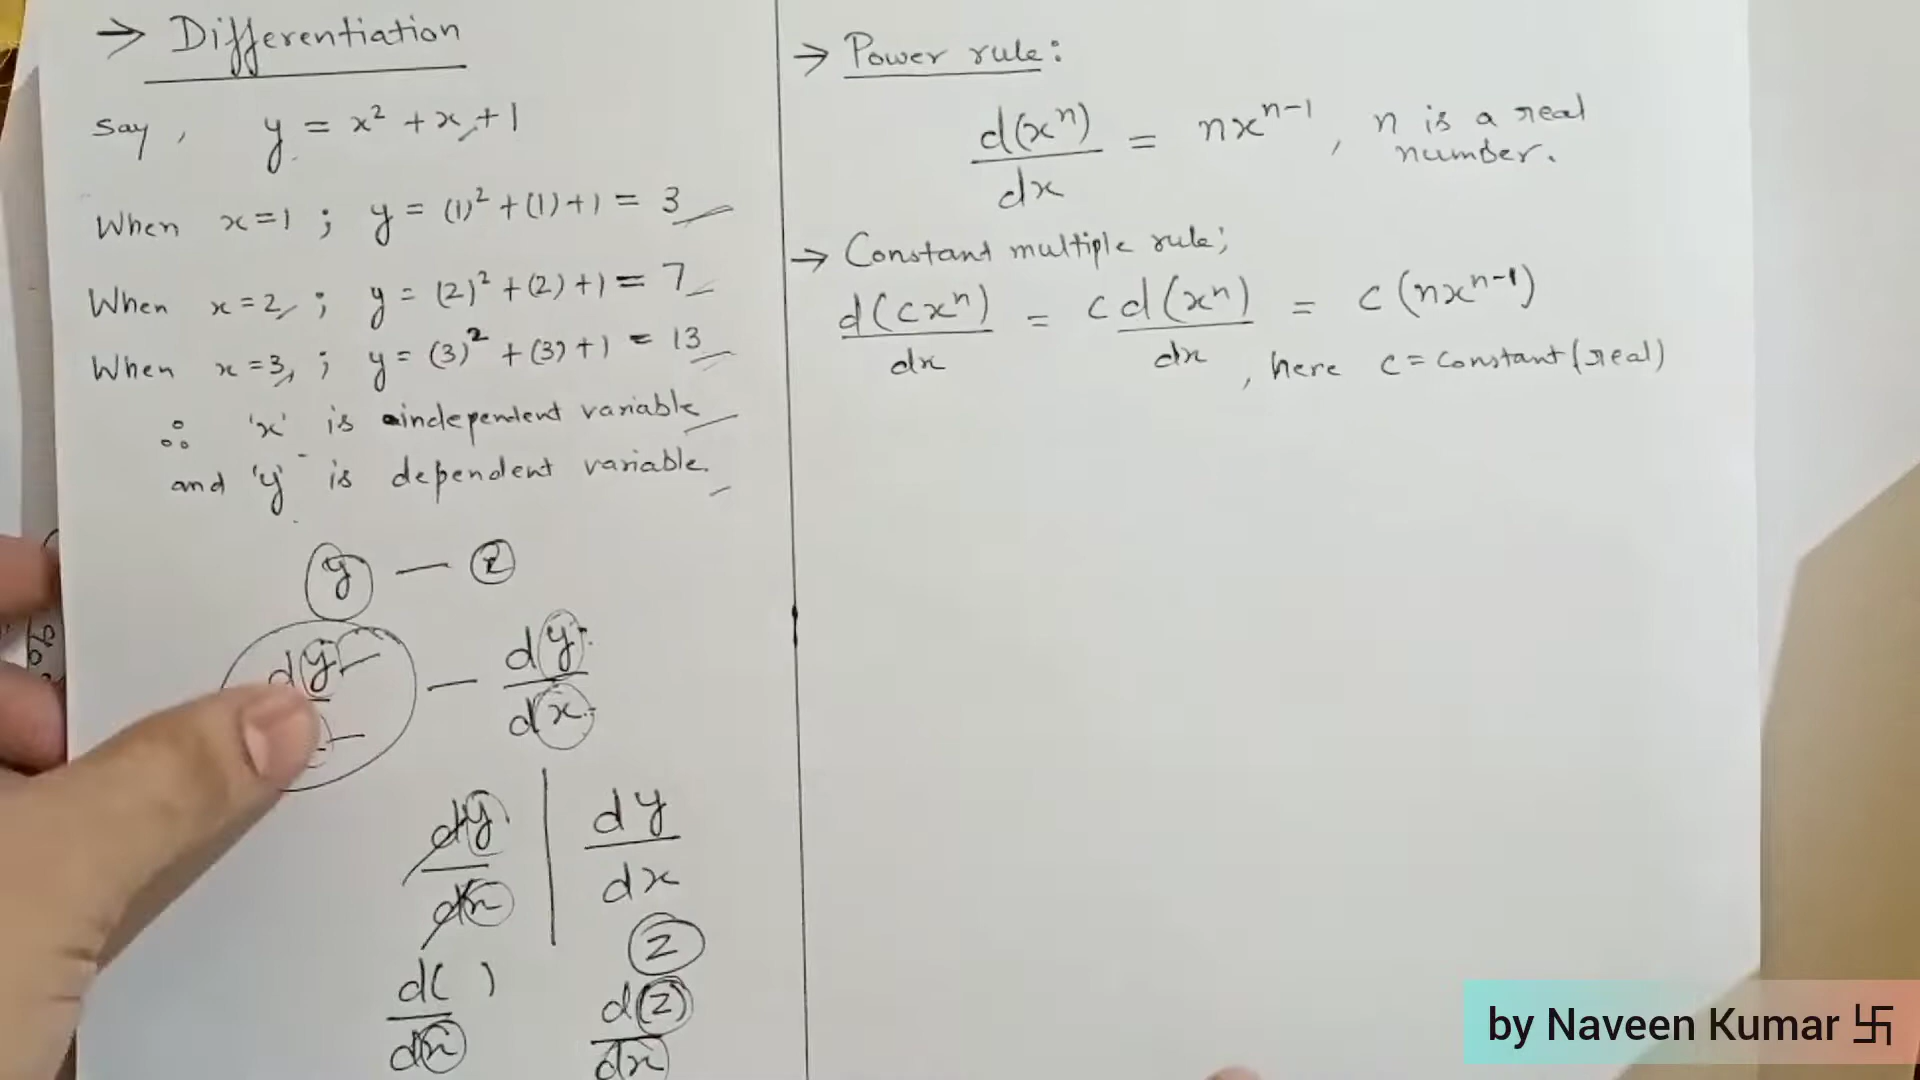 → Differentiation
Say, y = x² + x + 1
When x=1 ; y = (1)² + (1) + 1 = 3
When x=2 ; y = (2)² + (2) + 1 = 7
When x=3 ; y = (3)² + (3) + 1 = 13
∴ 'x' is independent variable
and 'y' is dependent variable.
y — z
dy — dy
dx
dy | dy
dx | dx
z
d( ) d(z)
dx dx
→ Power rule:
d(xⁿ)/dx = nxⁿ⁻¹, n is a real
number.
→ Constant multiple rule;
d(cxⁿ)/dx = c d(xⁿ)/dx = c(nxⁿ⁻¹)
, here c = constant (real)
by Naveen Kumar 卐